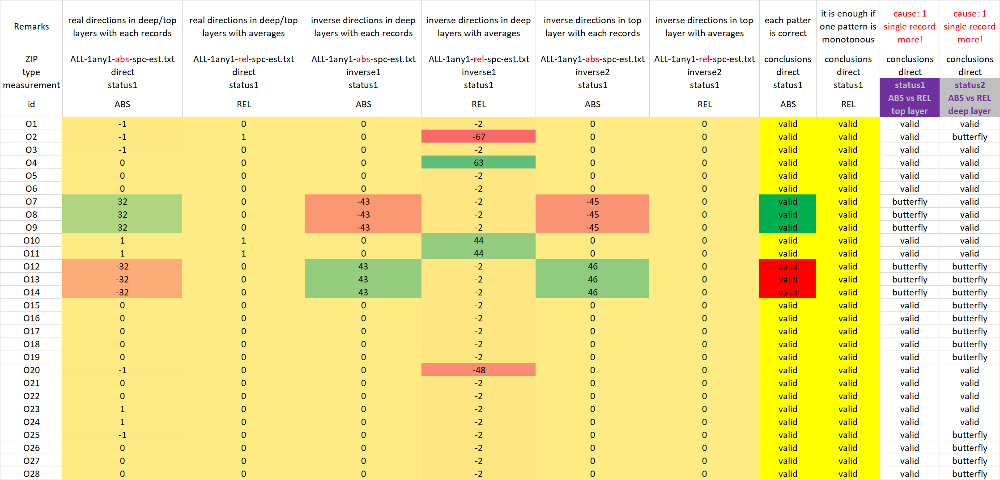 Remarks real directions in deep/top layers with each records real directions in deep/top layers with averages inverse directions in deep layers with each records inverse directions in deep layers with averages inverse directions in top layer with each records inverse directions in top layer with averages each patter is correct it is enough if one pattern is monotonous cause: 1 single record more! cause: 1 single record more!
ZIP ALL-1any1-abs-spc-est.txt ALL-1any1-rel-spc-est.txt ALL-1any1-abs-spc-est.txt ALL-1any1-rel-spc-est.txt ALL-1any1-abs-spc-est.txt ALL-1any1-rel-spc-est.txt conclusions conclusions conclusions conclusions
type direct direct inverse1 inverse1 inverse2 inverse2 direct direct direct direct
measurement status1 status1 status1 status1 status1 status1 status1 status1 status1 ABS vs REL top layer status2 ABS vs REL deep layer
id ABS REL ABS REL ABS REL ABS REL
O1 -1 0 0 -2 0 0 valid valid valid valid
O2 -1 1 0 -67 0 0 valid valid valid butterfly
O3 -1 0 0 -2 0 0 valid valid valid valid
O4 0 0 0 63 0 0 valid valid valid valid
O5 0 0 0 -2 0 0 valid valid valid valid
O6 0 0 0 -2 0 0 valid valid valid valid
O7 32 0 -43 -2 -45 0 valid valid butterfly valid
O8 32 0 -43 -2 -45 0 valid valid butterfly valid
O9 32 0 -43 -2 -45 0 valid valid butterfly valid
O10 1 1 0 44 0 0 valid valid valid valid
O11 1 1 0 44 0 0 valid valid valid valid
O12 -32 0 43 -2 46 0 valid valid butterfly butterfly
O13 -32 0 43 -2 46 0 valid valid butterfly butterfly
O14 -32 0 43 -2 46 0 valid valid butterfly butterfly
O15 0 0 0 -2 0 0 valid valid valid butterfly
O16 0 0 0 -2 0 0 valid valid valid butterfly
O17 0 0 0 -2 0 0 valid valid valid butterfly
O18 0 0 0 -2 0 0 valid valid valid butterfly
O19 0 0 0 -2 0 0 valid valid valid butterfly
O20 -1 0 0 -48 0 0 valid valid valid valid
O21 0 0 0 -2 0 0 valid valid valid valid
O22 0 0 0 -2 0 0 valid valid valid valid
O23 1 0 0 -2 0 0 valid valid valid valid
O24 1 0 0 -2 0 0 valid valid valid valid
O25 -1 0 0 -2 0 0 valid valid valid butterfly
O26 0 0 0 -2 0 0 valid valid valid butterfly
O27 0 0 0 -2 0 0 valid valid valid butterfly
O28 0 0 0 -2 0 0 valid valid valid butterfly